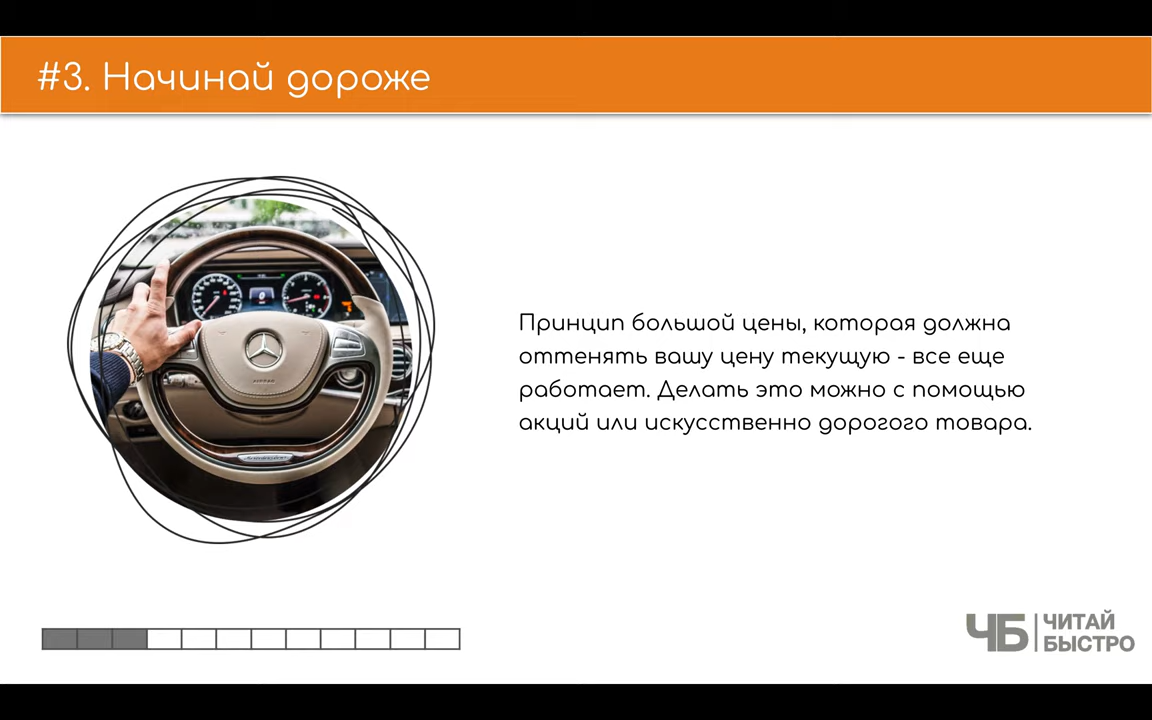 #3. Начинай дороже
Принцип большой цены, которая должна
оттенять вашу цену текущую - все еще
работает. Делать это можно с помощью
акций или искусственно дорогого товара.
ЧБ
ЧИТАЙ
БЫСТРО